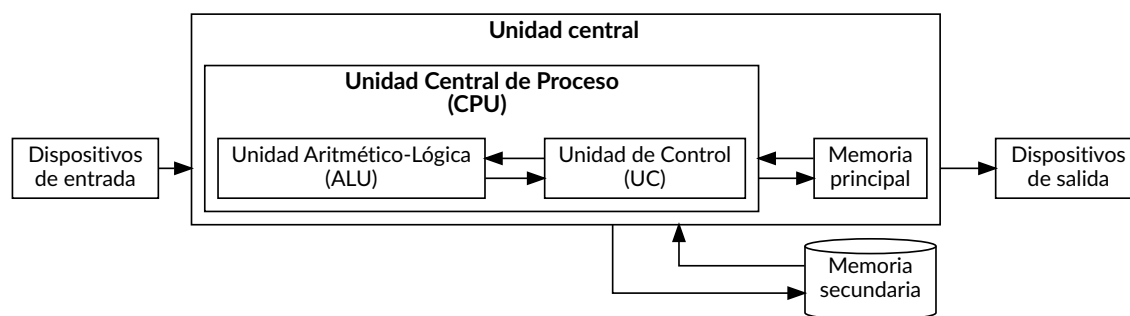 Unidad central
Unidad Central de Proceso
(CPU)
Dispositivos
de entrada
Unidad Aritmético-Lógica
(ALU)
Unidad de Control
(UC)
Memoria
principal
Dispositivos
de salida
Memoria
secundaria